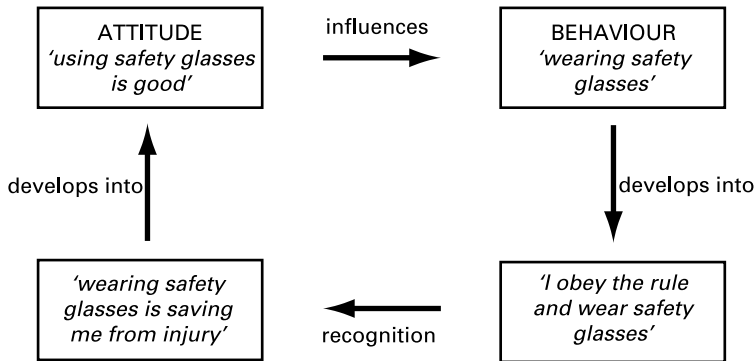 ATTITUDE
‘using safety glasses
is good’
influences
BEHAVIOUR
‘wearing safety
glasses’
develops into
develops into
‘wearing safety
glasses is saving
me from injury’
recognition
‘I obey the rule
and wear safety
glasses’